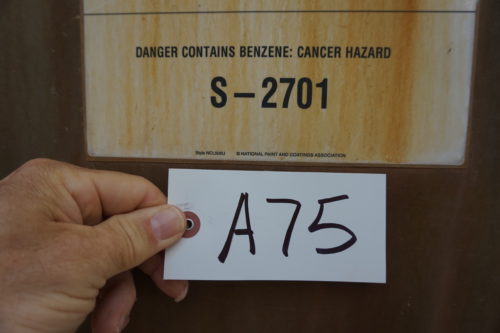 DANGER CONTAINS BENZENE: CANCER HAZARD
S – 2701
© NATIONAL PAINT AND COATINGS ASSOCIATION
A75